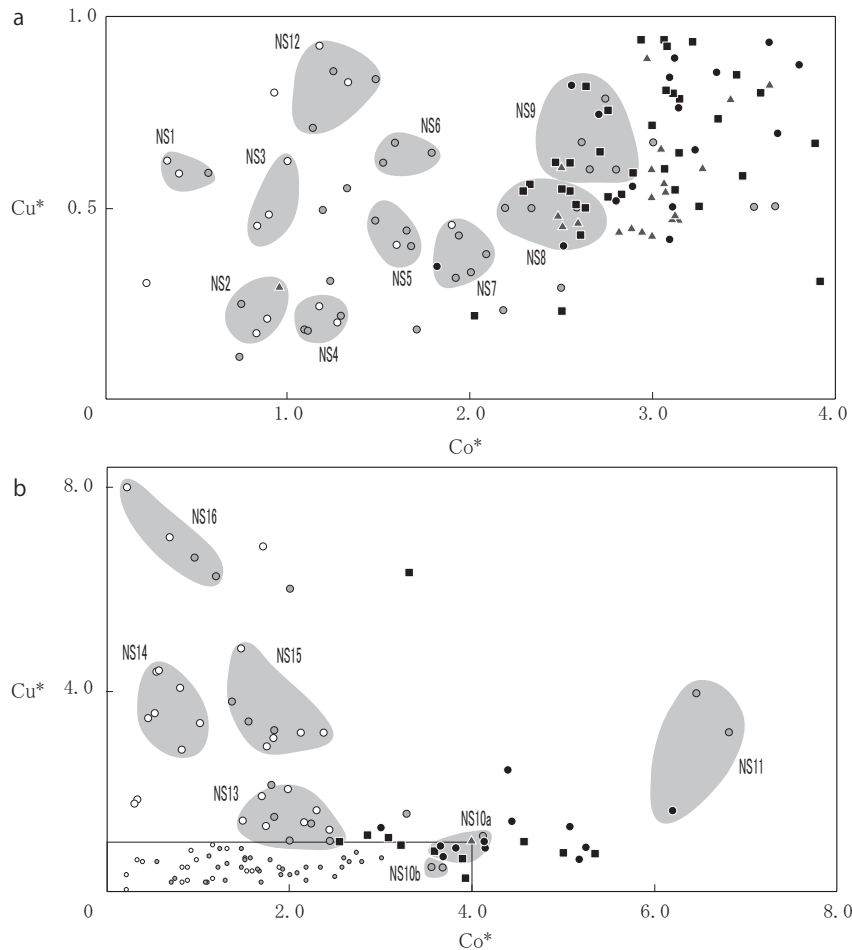 a
1.0
NS12
NS9
NS6
NS1
NS3
Cu*
0.5
NS8
NS5
NS7
NS2
NS4
0
1.0
2.0
3.0
4.0
Co*
b
8.0
NS16
NS14
NS15
Cu*
4.0
NS11
NS13
NS10a
NS10b
0
2.0
4.0
6.0
8.0
Co*